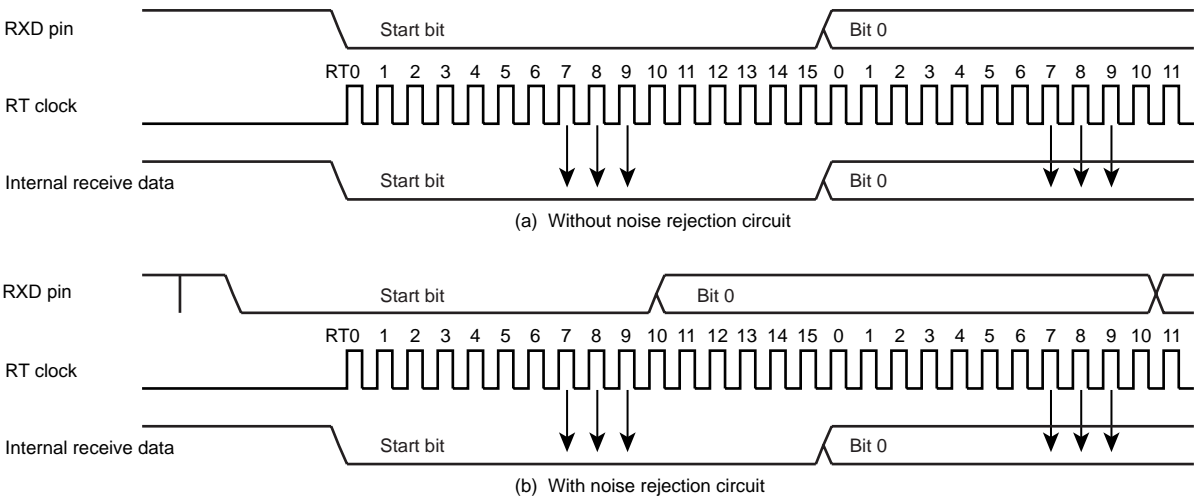 RXD pin Start bit Bit 0
RT0 1 2 3 4 5 6 7 8 9 10 11 12 13 14 15 0 1 2 3 4 5 6 7 8 9 10 11
RT clock
Internal receive data Start bit Bit 0
(a) Without noise rejection circuit
RXD pin Start bit Bit 0
RT0 1 2 3 4 5 6 7 8 9 10 11 12 13 14 15 0 1 2 3 4 5 6 7 8 9 10 11
RT clock
Internal receive data Start bit Bit 0
(b) With noise rejection circuit